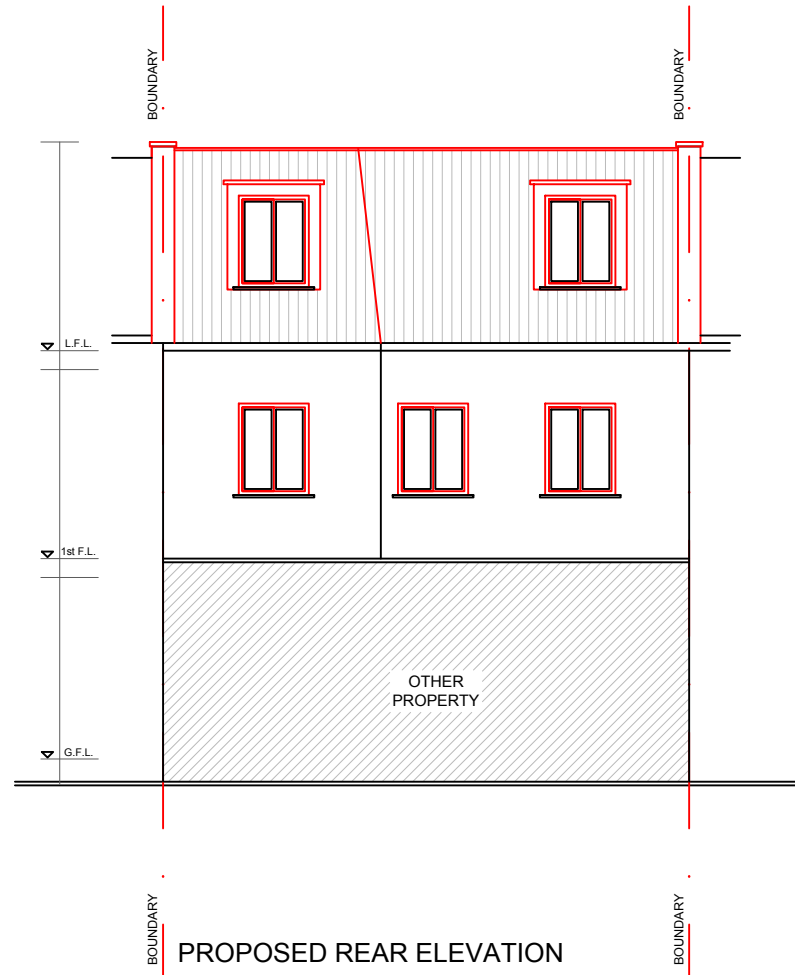 BOUNDARY
BOUNDARY
L.F.L.
1st F.L.
OTHER
PROPERTY
G.F.L.
BOUNDARY
BOUNDARY
PROPOSED REAR ELEVATION